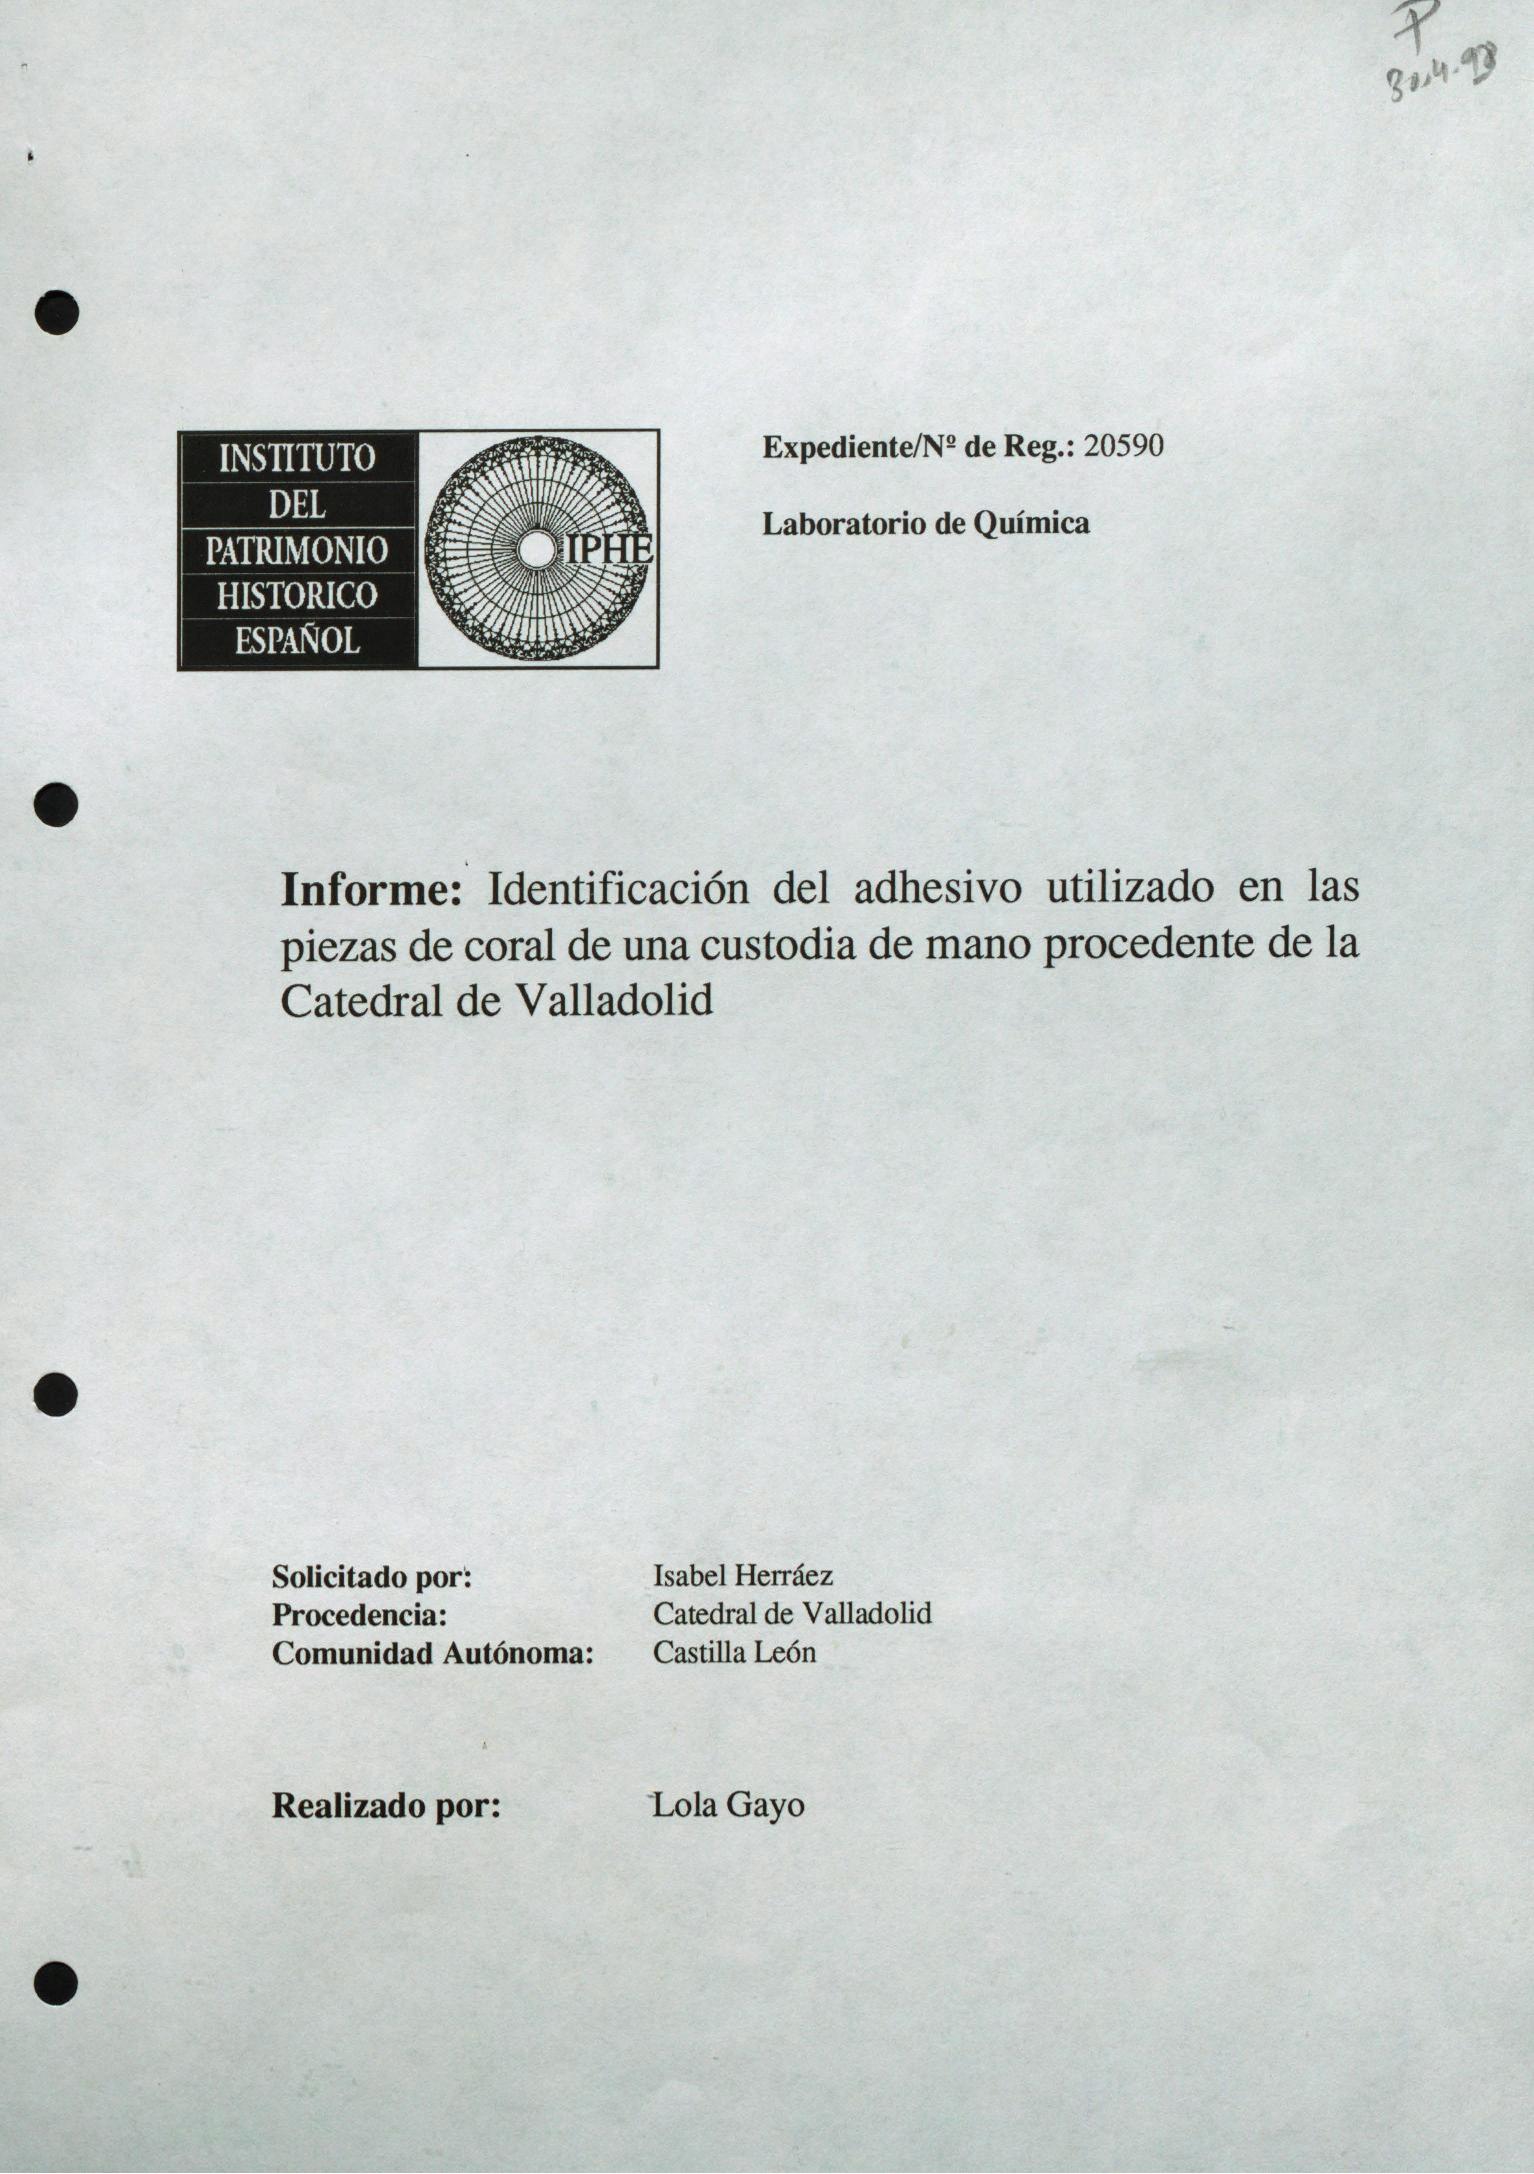 P
30.4.98
INSTITUTO
DEL
PATRIMONIO
HISTORICO
ESPAÑOL
IPHE
Expediente/Nº de Reg.: 20590
Laboratorio de Química
Informe: Identificación del adhesivo utilizado en las
piezas de coral de una custodia de mano procedente de la
Catedral de Valladolid
Solicitado por: Isabel Herráez
Procedencia: Catedral de Valladolid
Comunidad Autónoma: Castilla León
Realizado por: Lola Gayo